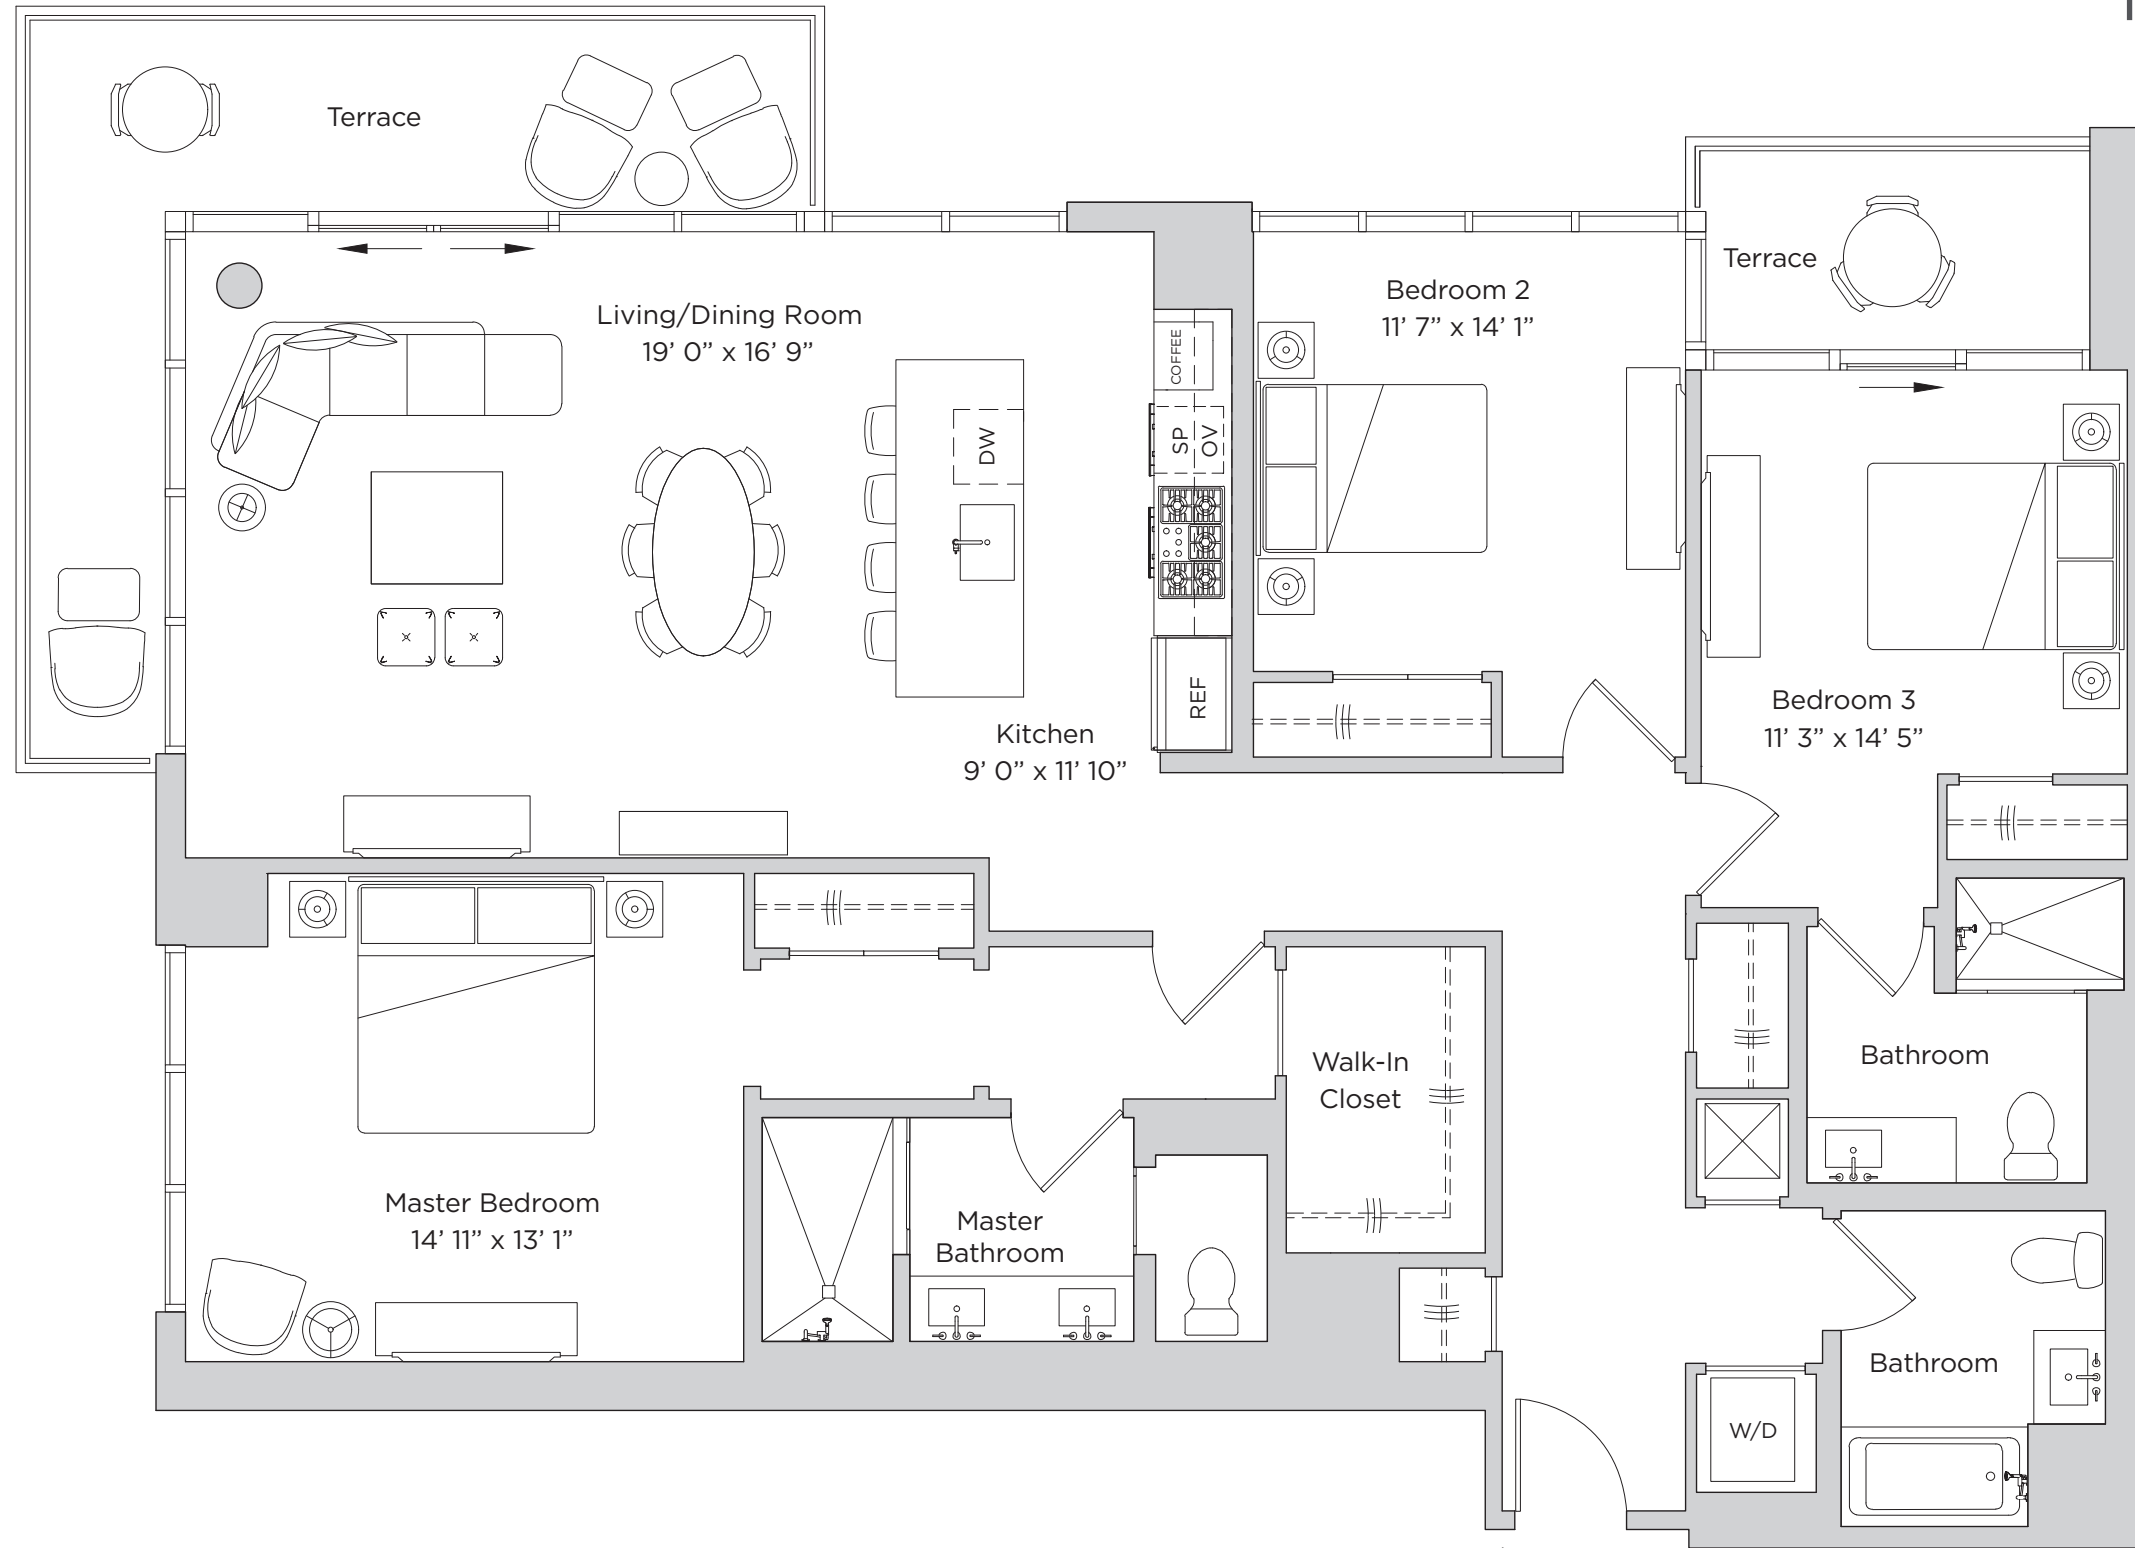 Terrace
Terrace
Living/Dining Room
19’ 0” x 16’ 9”
Bedroom 2
11’ 7” x 14’ 1”
COFFEE
SP
OV
DW
REF
Kitchen
9’ 0” x 11’ 10”
Bedroom 3
11’ 3” x 14’ 5”
Walk-In
Closet
Bathroom
Master Bedroom
14’ 11” x 13’ 1”
Master
Bathroom
Bathroom
W/D